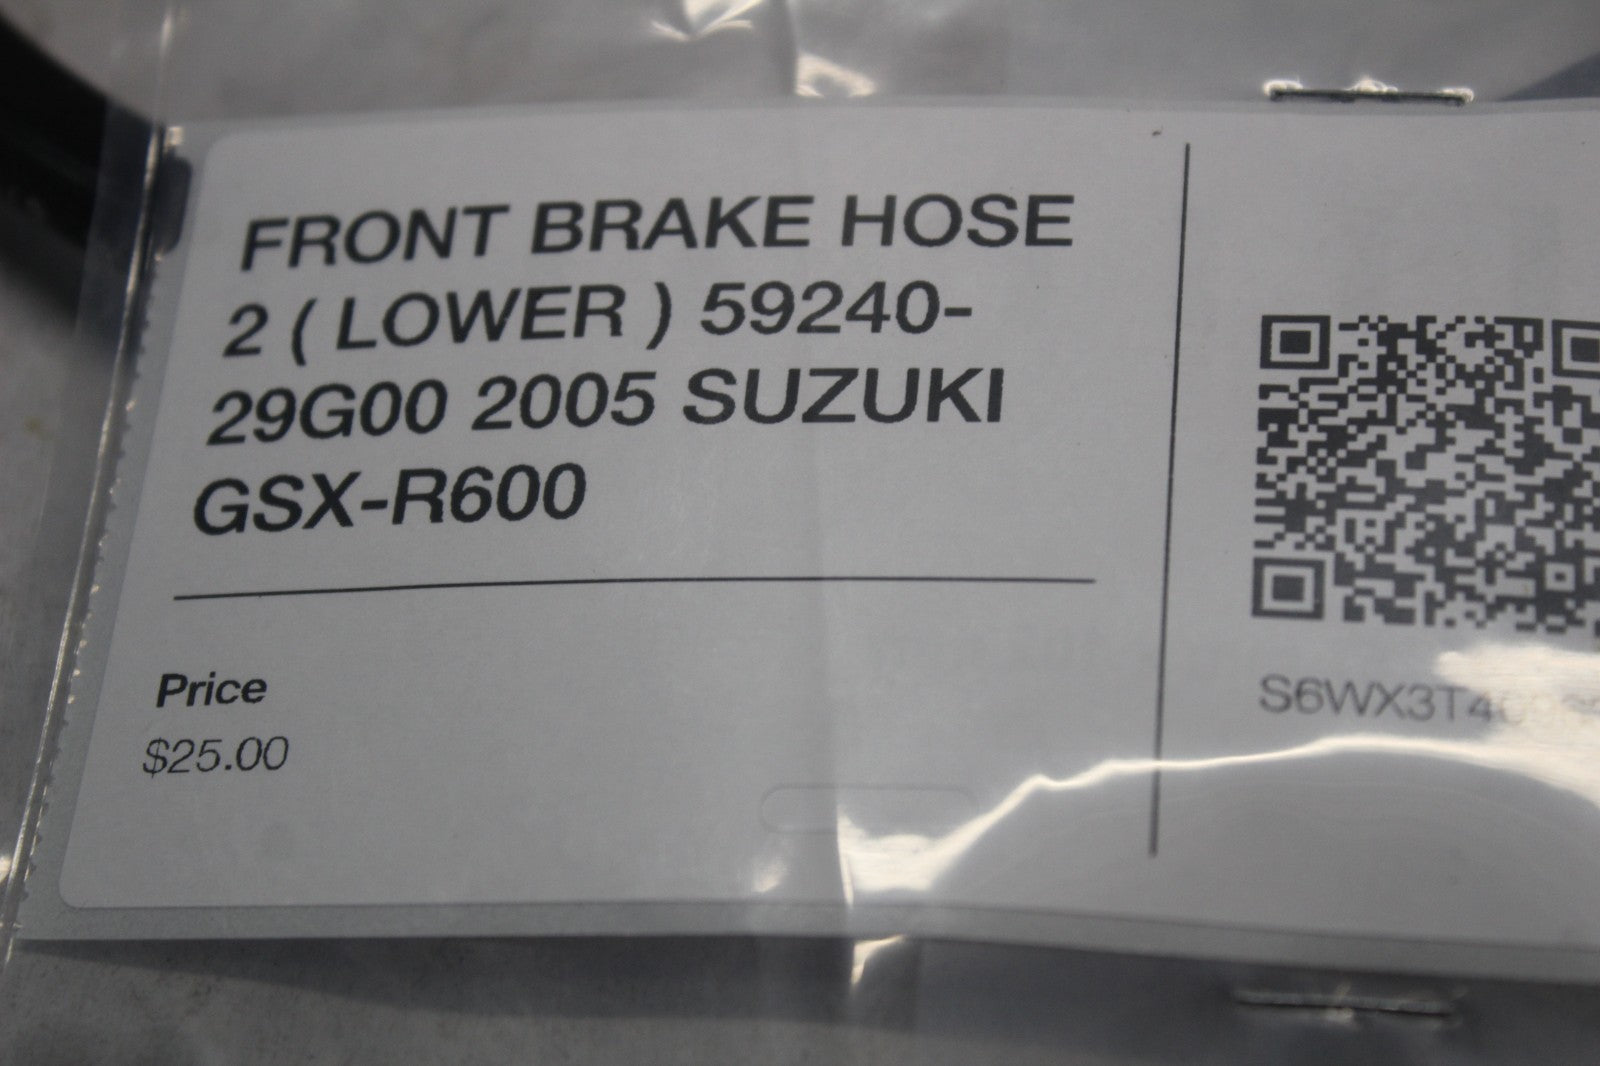 FRONT BRAKE HOSE
2 ( LOWER ) 59240-
29G00 2005 SUZUKI
GSX-R600
Price
$25.00